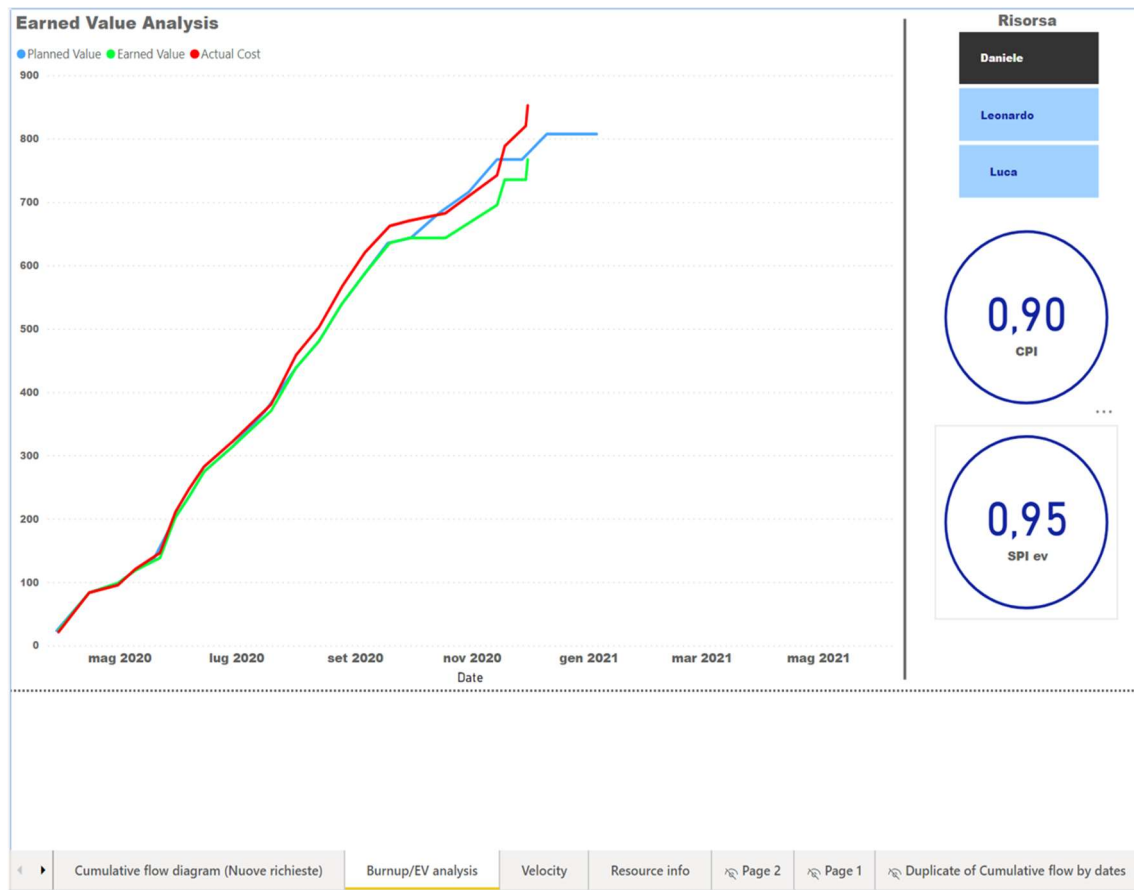 Earned Value Analysis
Planned Value Earned Value Actual Cost
900
800
700
600
500
400
300
200
100
0
mag 2020 lug 2020 set 2020 nov 2020 gen 2021 mar 2021 mag 2021
Date
Risorsa
Daniele
Leonardo
Luca
0,90
CPI
...
0,95
SPI ev
Cumulative flow diagram (Nuove richieste) Burnup/EV analysis Velocity Resource info Page 2 Page 1 Duplicate of Cumulative flow by dates